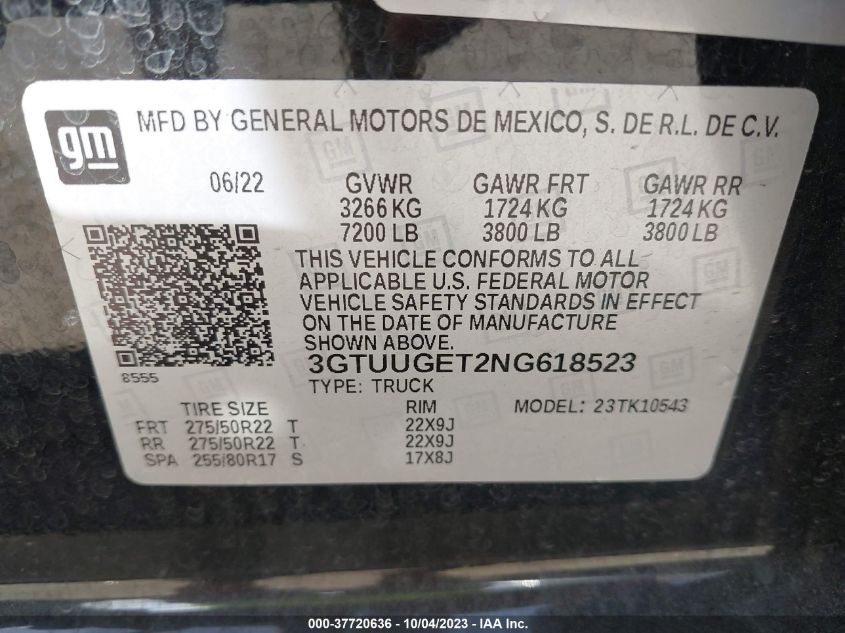 gm
MFD BY GENERAL MOTORS DE MEXICO, S. DE R.L. DE C.V.
06/22 GVWR GAWR FRT GAWR RR
3266 KG 1724 KG 1724 KG
7200 LB 3800 LB 3800 LB
THIS VEHICLE CONFORMS TO ALL
APPLICABLE U.S. FEDERAL MOTOR
VEHICLE SAFETY STANDARDS IN EFFECT
ON THE DATE OF MANUFACTURE
SHOWN ABOVE.
3GTUUGET2NG618523
8555
TYPE: TRUCK
TIRE SIZE RIM MODEL: 23TK10543
FRT 275/50R22 T 22X9J
RR 275/50R22 T 22X9J
SPA 255/80R17 S 17X8J
000-37720636 - 10/04/2023 - IAA Inc.